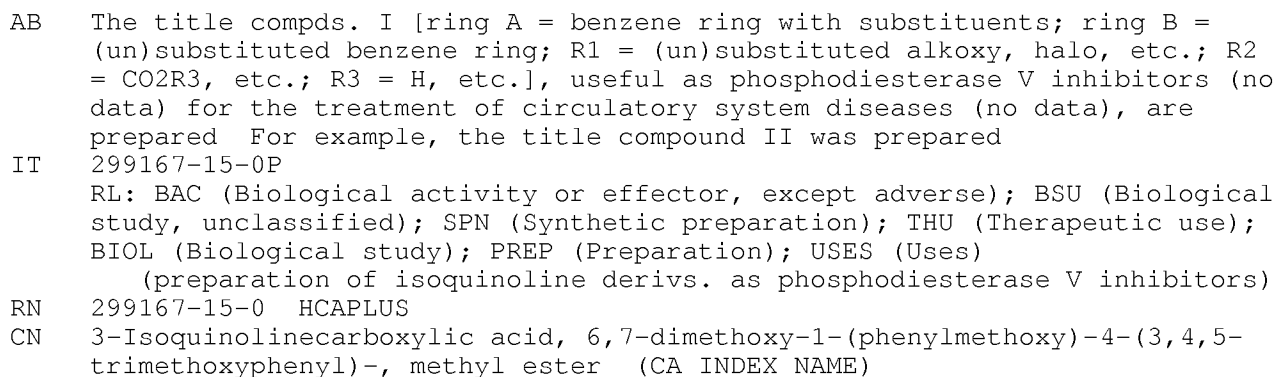 AB The title compds. I [ring A = benzene ring with substituents; ring B =
(un)substituted benzene ring; R1 = (un)substituted alkoxy, halo, etc.; R2
= CO2R3, etc.; R3 = H, etc.], useful as phosphodiesterase V inhibitors (no
data) for the treatment of circulatory system diseases (no data), are
prepared For example, the title compound II was prepared
IT 299167-15-0P
RL: BAC (Biological activity or effector, except adverse); BSU (Biological
study, unclassified); SPN (Synthetic preparation); THU (Therapeutic use);
BIOL (Biological study); PREP (Preparation); USES (Uses)
(preparation of isoquinoline derivs. as phosphodiesterase V inhibitors)
RN 299167-15-0 HCAPLUS
CN 3-Isoquinolinecarboxylic acid, 6,7-dimethoxy-1-(phenylmethoxy)-4-(3,4,5-
trimethoxyphenyl)-, methyl ester (CA INDEX NAME)